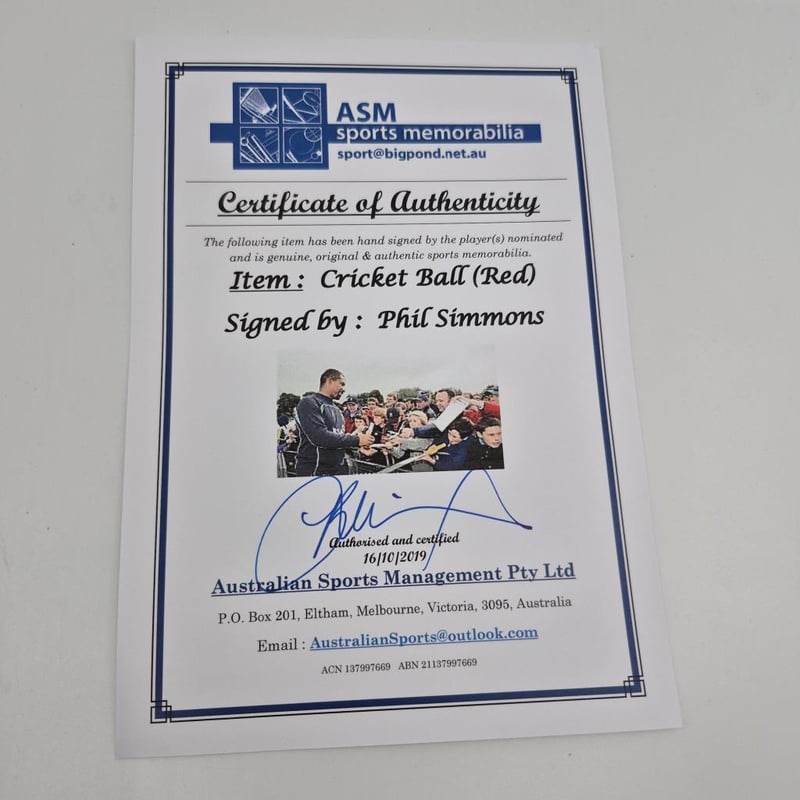 ASM
sports memorabilia
sport@bigpond.net.au
Certificate of Authenticity
The following item has been hand signed by the player(s) nominated
and is genuine, original & authentic sports memorabilia.
Item : Cricket Ball (Red)
Signed by : Phil Simmons
Authorised and certified
16/10/2019
Australian Sports Management Pty Ltd
P.O. Box 201, Eltham, Melbourne, Victoria, 3095, Australia
Email : AustralianSports@outlook.com
ACN 137997669 ABN 21137997669